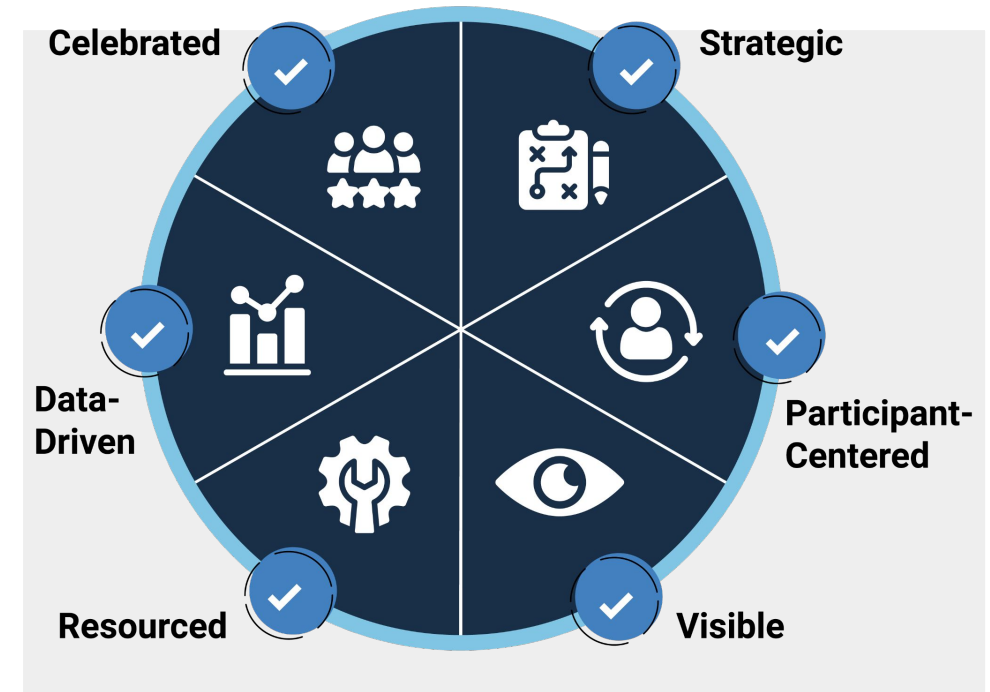 Celebrated
Strategic
Data-
Driven
Participant-
Centered
Resourced
Visible